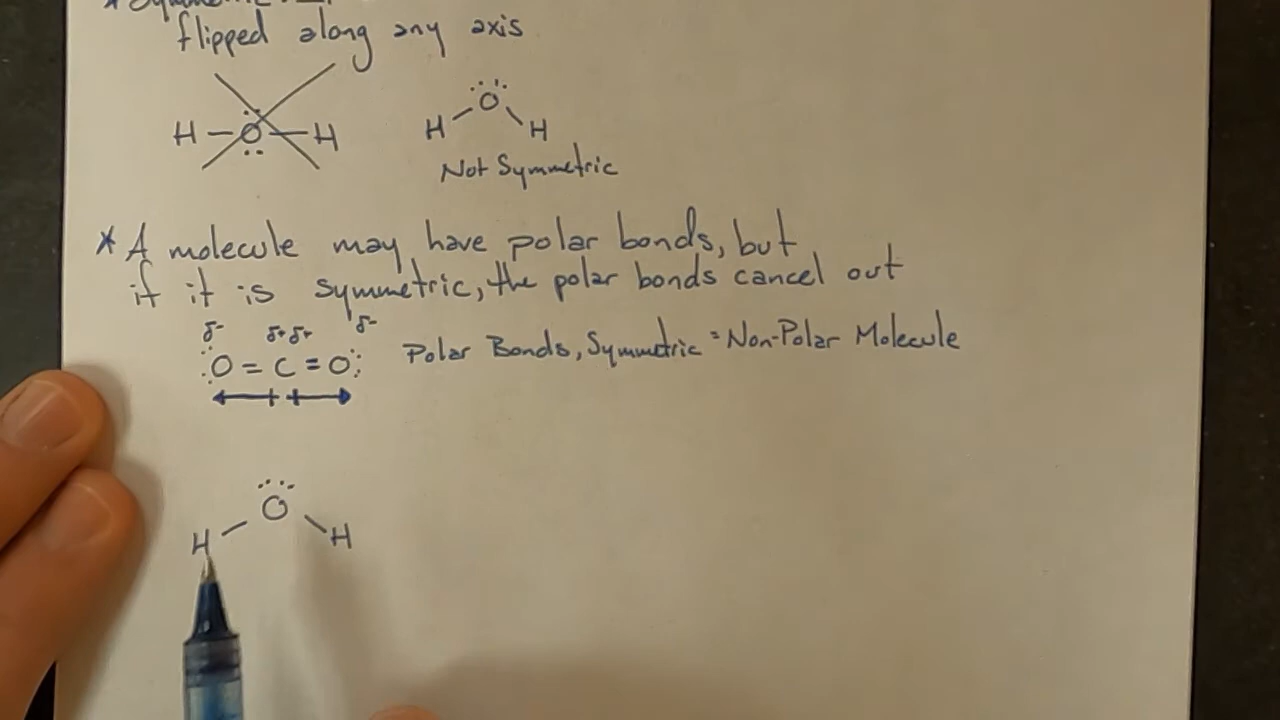 flipped along any axis
H - O - H
O
H H
Not Symmetric
* A molecule may have polar bonds, but
if it is symmetric, the polar bonds cancel out
δ- δ+ δ+ δ-
:O = C = O: Polar Bonds, Symmetric = Non-Polar Molecule
O
H H